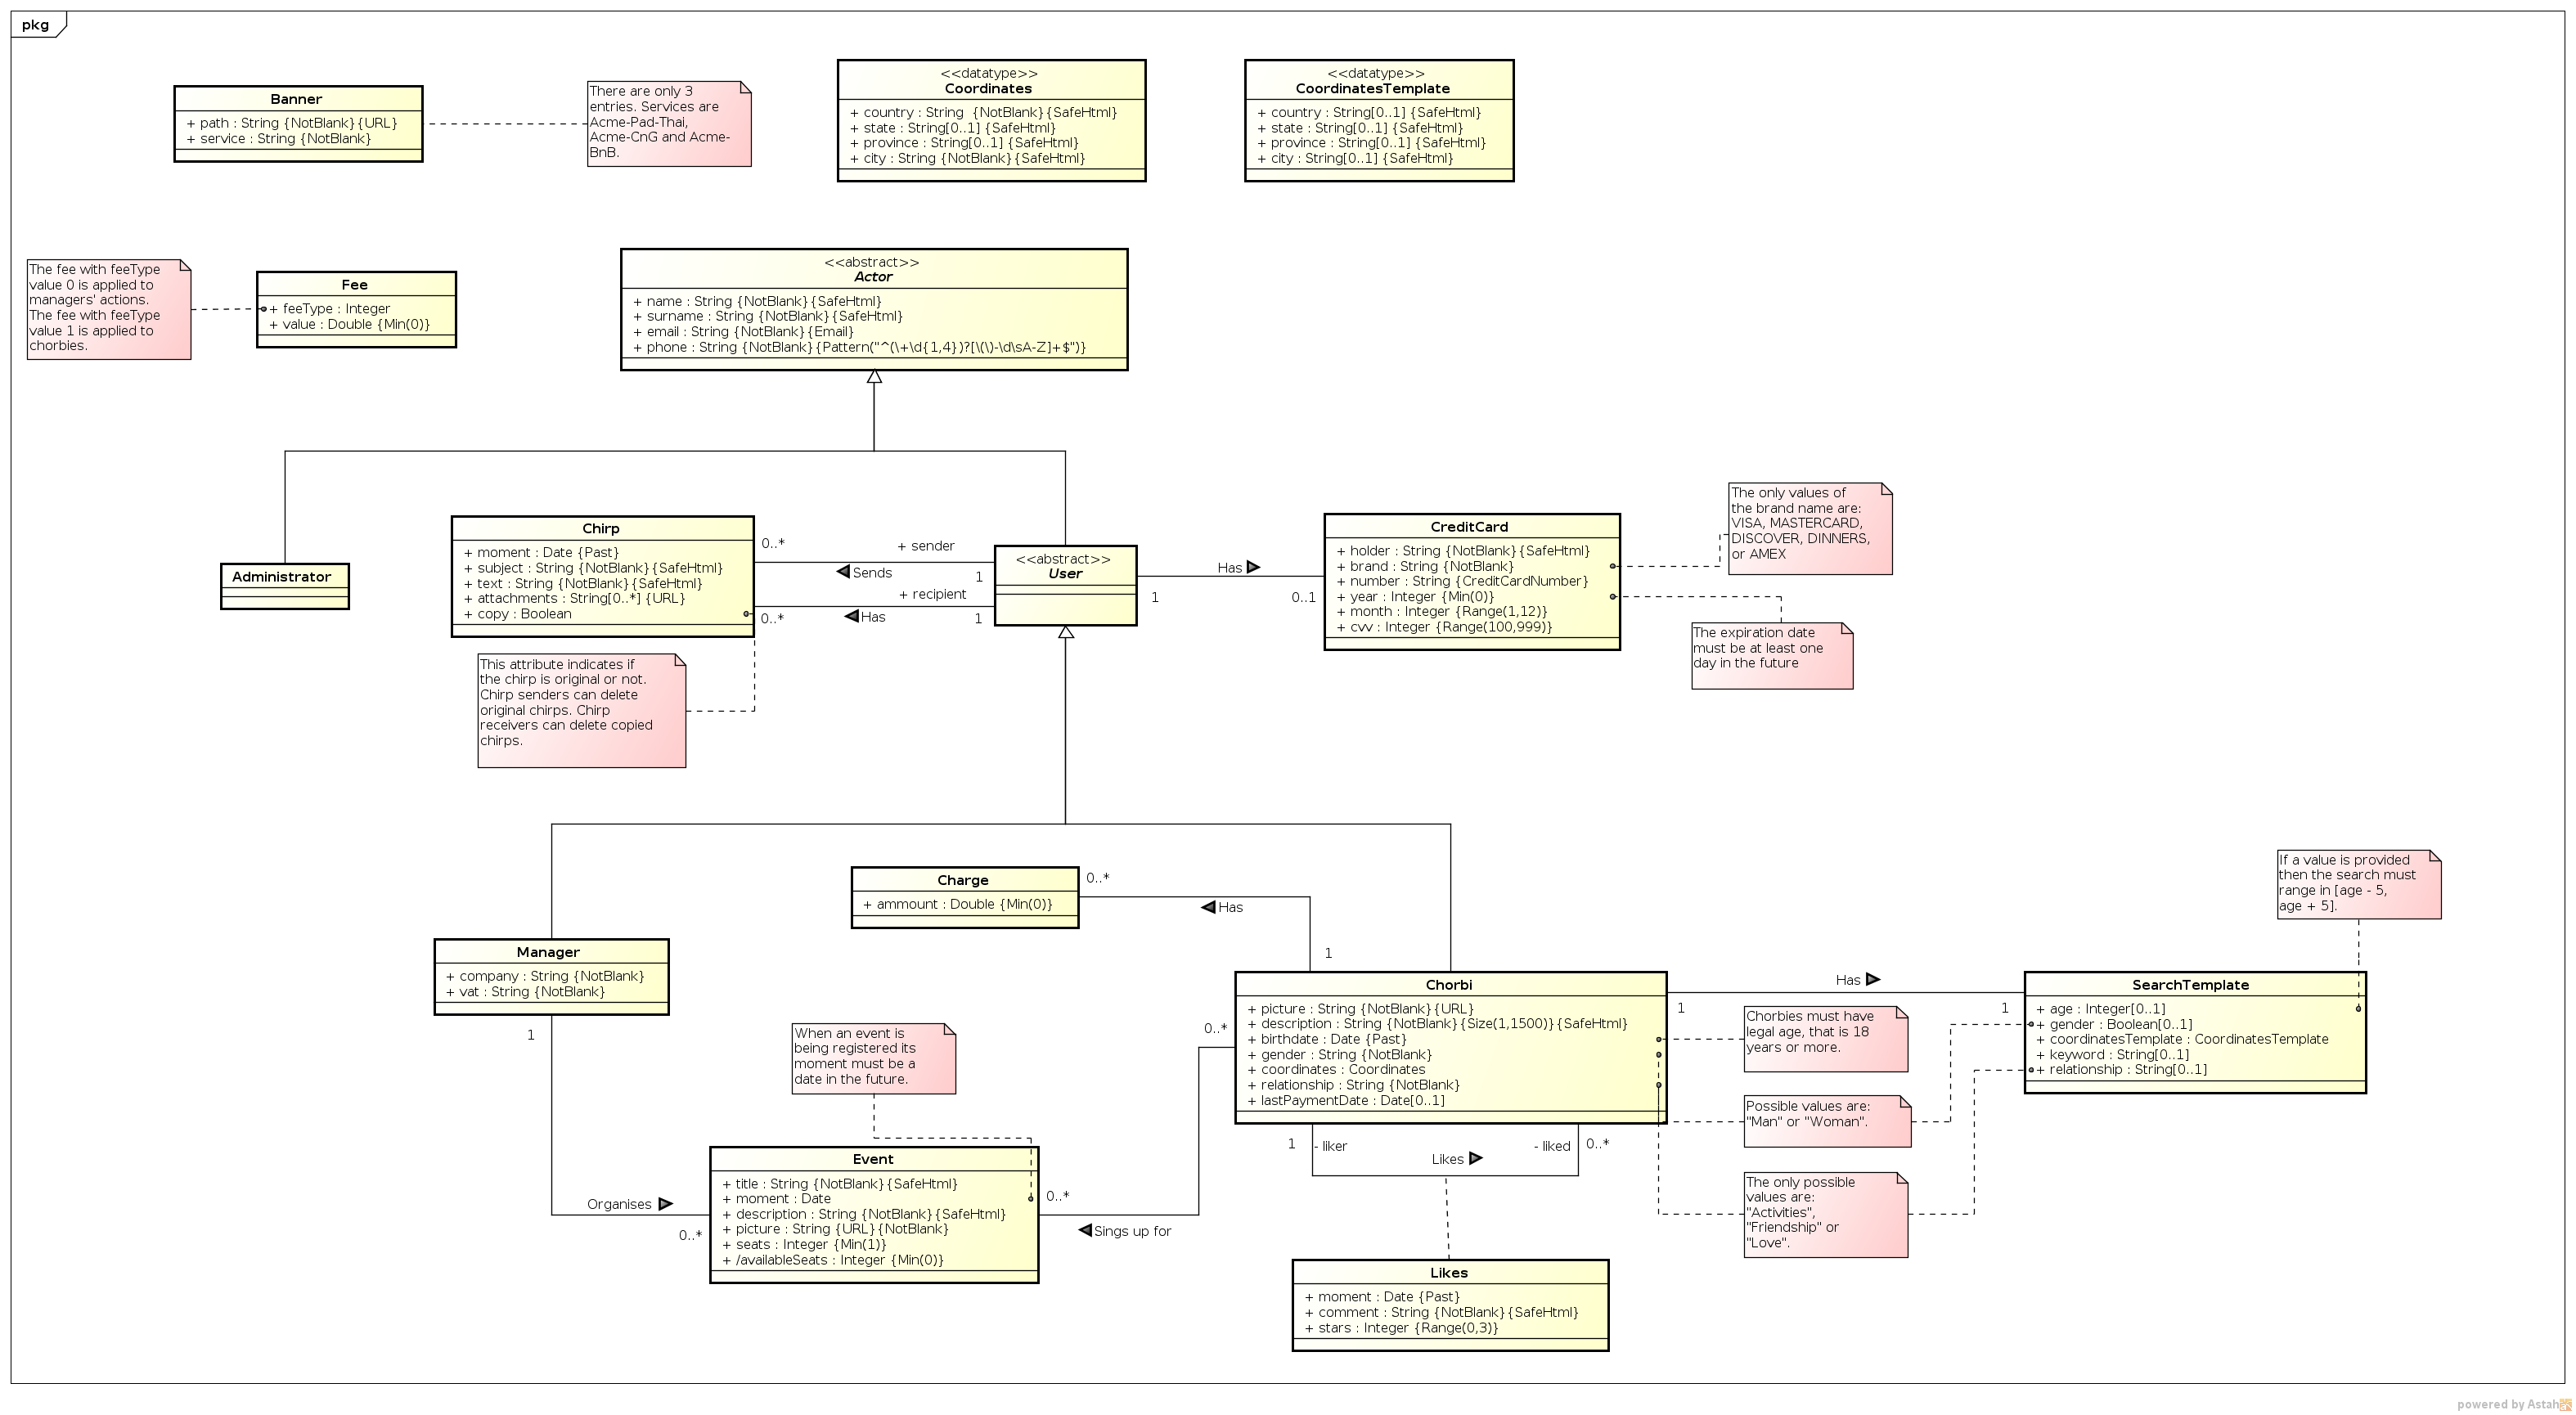 pkg
Banner
+ path : String {NotBlank}{URL}
+ service : String {NotBlank}
There are only 3
entries. Services are
Acme-Pad-Thai,
Acme-CnG and Acme-
BnB.
<<datatype>>
Coordinates
+ country : String  {NotBlank}{SafeHtml}
+ state : String[0..1] {SafeHtml}
+ province : String[0..1] {SafeHtml}
+ city : String {NotBlank}{SafeHtml}
<<datatype>>
CoordinatesTemplate
+ country : String[0..1] {SafeHtml}
+ state : String[0..1] {SafeHtml}
+ province : String[0..1] {SafeHtml}
+ city : String[0..1] {SafeHtml}
The fee with feeType
value 0 is applied to
managers' actions.
The fee with feeType
value 1 is applied to
chorbies.
Fee
+ feeType : Integer
+ value : Double {Min(0)}
<<abstract>>
Actor
+ name : String {NotBlank}{SafeHtml}
+ surname : String {NotBlank}{SafeHtml}
+ email : String {NotBlank}{Email}
+ phone : String {NotBlank}{Pattern("^(\+\d{1,4})?[\(\)-\d\sA-Z]+$")}
Administrator
Chirp
+ moment : Date {Past}
+ subject : String {NotBlank}{SafeHtml}
+ text : String {NotBlank}{SafeHtml}
+ attachments : String[0..*] {URL}
+ copy : Boolean
0..*
+ sender
Sends
1
+ recipient
0..*
Has
1
<<abstract>>
User
Has
1
0..1
CreditCard
+ holder : String {NotBlank}{SafeHtml}
+ brand : String {NotBlank}
+ number : String {CreditCardNumber}
+ year : Integer {Min(0)}
+ month : Integer {Range(1,12)}
+ cvv : Integer {Range(100,999)}
The only values of
the brand name are:
VISA, MASTERCARD,
DISCOVER, DINNERS,
or AMEX
The expiration date
must be at least one
day in the future
This attribute indicates if
the chirp is original or not.
Chirp senders can delete
original chirps. Chirp
receivers can delete copied
chirps.
Charge
+ ammount : Double {Min(0)}
0..*
Has
1
If a value is provided
then the search must
range in [age - 5,
age + 5].
Manager
+ company : String {NotBlank}
+ vat : String {NotBlank}
1
When an event is
being registered its
moment must be a
date in the future.
0..*
Chorbi
+ picture : String {NotBlank}{URL}
+ description : String {NotBlank}{Size(1,1500)}{SafeHtml}
+ birthdate : Date {Past}
+ gender : String {NotBlank}
+ coordinates : Coordinates
+ relationship : String {NotBlank}
+ lastPaymentDate : Date[0..1]
Has
1
1
Chorbies must have
legal age, that is 18
years or more.
SearchTemplate
+ age : Integer[0..1]
+ gender : Boolean[0..1]
+ coordinatesTemplate : CoordinatesTemplate
+ keyword : String[0..1]
+ relationship : String[0..1]
Possible values are:
"Man" or "Woman".
The only possible
values are:
"Activities",
"Friendship" or
"Love".
1
- liker
- liked
0..*
Likes
Organises
0..*
Event
+ title : String {NotBlank}{SafeHtml}
+ moment : Date
+ description : String {NotBlank}{SafeHtml}
+ picture : String {URL}{NotBlank}
+ seats : Integer {Min(1)}
+ /availableSeats : Integer {Min(0)}
0..*
Sings up for
Likes
+ moment : Date {Past}
+ comment : String {NotBlank}{SafeHtml}
+ stars : Integer {Range(0,3)}
powered by Astah